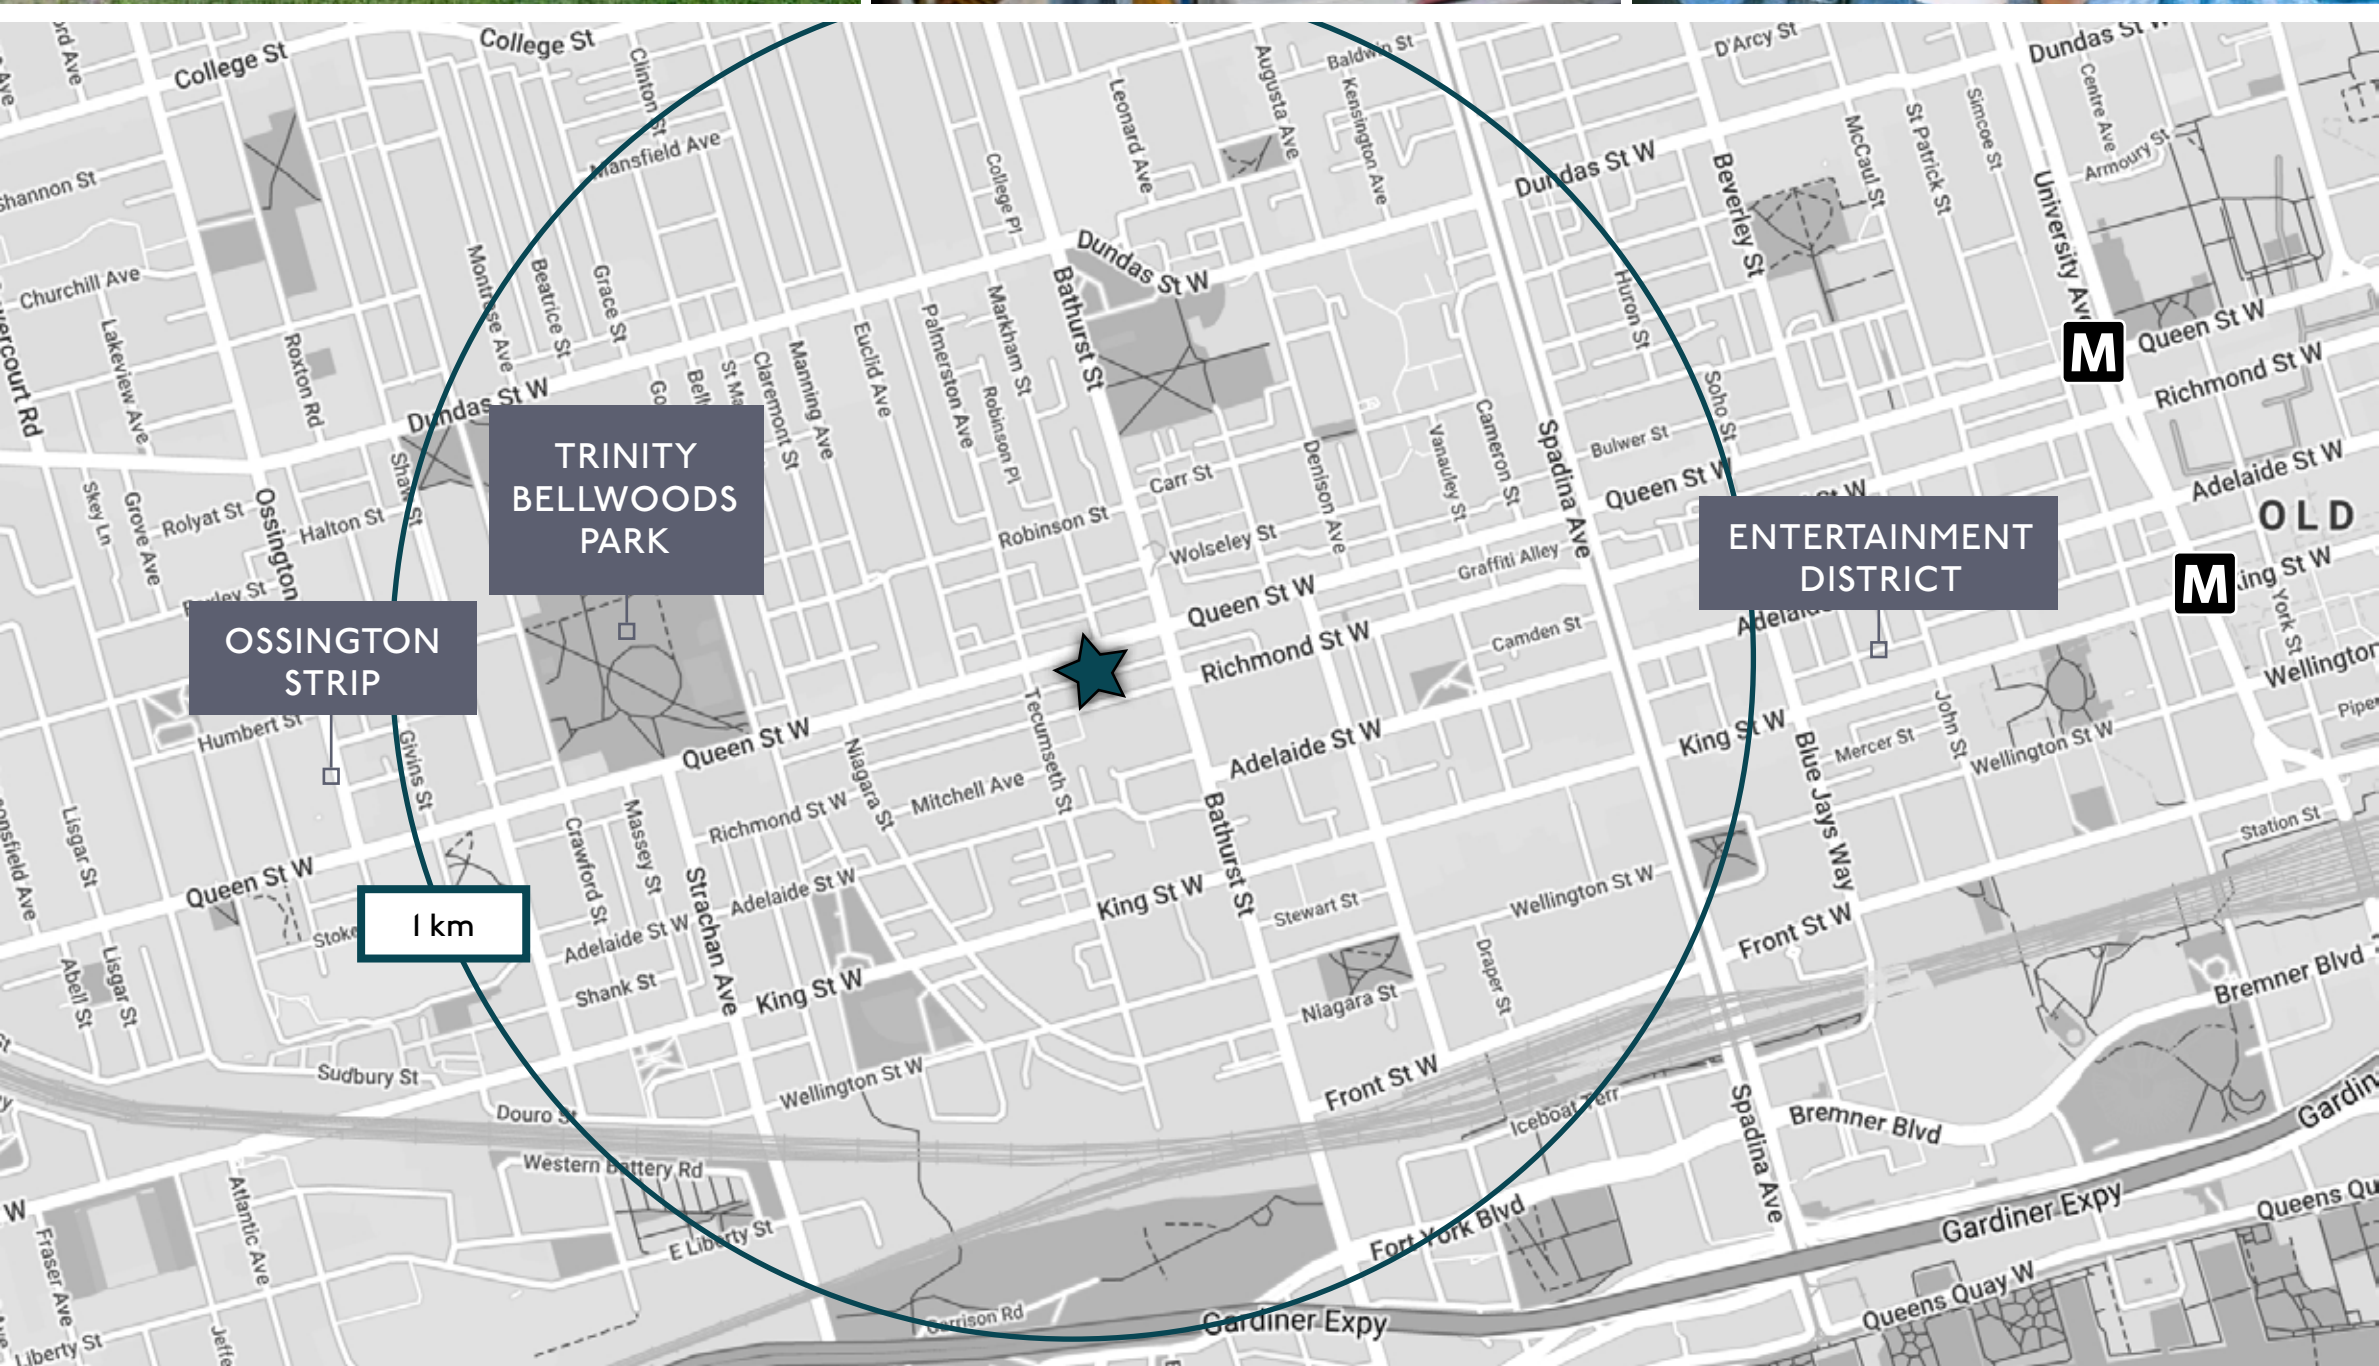 College St
College St
Clinton St
Mansfield Ave
Leonard Ave
Augusta Ave
Baldwin St
Kensington Ave
D'Arcy St
Dundas St W
Centre Ave
Simcoe St
St Patrick St
McCaul St
Armoury St
Shannon St
College Pl
Dundas St W
Beverley St
University Ave
Churchill Ave
Montrose Ave
Beatrice St
Grace St
Dundas St W
Bathurst St
Huron St
M
Queen St W
Richmond St W
Lakeview Ave
Roxton Rd
Dundas St W
Claremont St
Manning Ave
Euclid Ave
Palmerston Ave
Markham St
Robinson Pl
Soho St
TRINITY
BELLWOODS
PARK
Carr St
Denison Ave
Vanauley St
Cameron St
Spadina Ave
Bulwer St
Queen St W
Adelaide St W
OLD
Skey Ln
Grove Ave
Rolyat St
Ossington
Halton St
Shaw St
Robinson St
Wolseley St
Graffiti Alley
ENTERTAINMENT
DISTRICT
M
King St W
York St
OSSINGTON
STRIP
Queen St W
Richmond St W
Camden St
Wellington
Humbert St
Givins St
Queen St W
Niagara St
Tecumseth St
Adelaide St W
King St W
Blue Jays Way
Mercer St
John St
Wellington St W
Lisgar St
Crawford St
Massey St
Richmond St W
Mitchell Ave
Bathurst St
Station St
Queen St W
Strachan Ave
Adelaide St W
King St W
Stewart St
Wellington St W
1 km
Adelaide St W
Front St W
Abell St
Lisgar St
Shank St
King St W
Niagara St
Draper St
Bremner Blvd
Sudbury St
Wellington St W
Front St W
Douro St
Iceboat Terr
Spadina Ave
Bremner Blvd
Western Battery Rd
Atlantic Ave
Fraser Ave
E Liberty St
Fort York Blvd
Gardiner Expy
Garrison Rd
Gardiner Expy
Queens Quay W
Liberty St